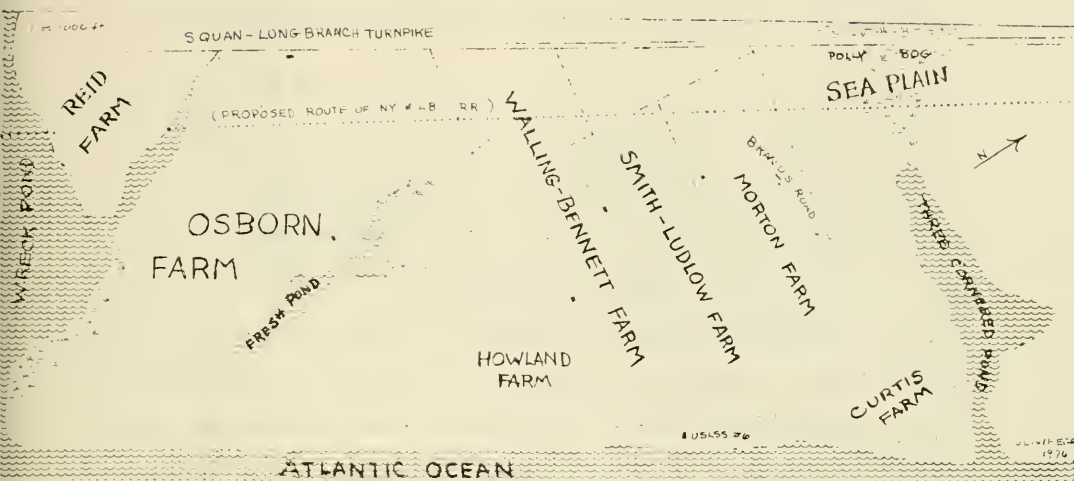 SQUAN-LONG BRANCH TURNPIKE
POLLY BOG
SEA PLAIN
REID
FARM
(PROPOSED ROUTE OF NY & LB RR)
N
WRECK POND
OSBORN
FARM
FRESH POND
WALLING-BENNETT FARM
SMITH-LUDLOW FARM
ROAD
MORTON FARM
THREE CORNERED POND
HOWLAND
FARM
CURTIS
FARM
USLSS #6
1976
ATLANTIC OCEAN